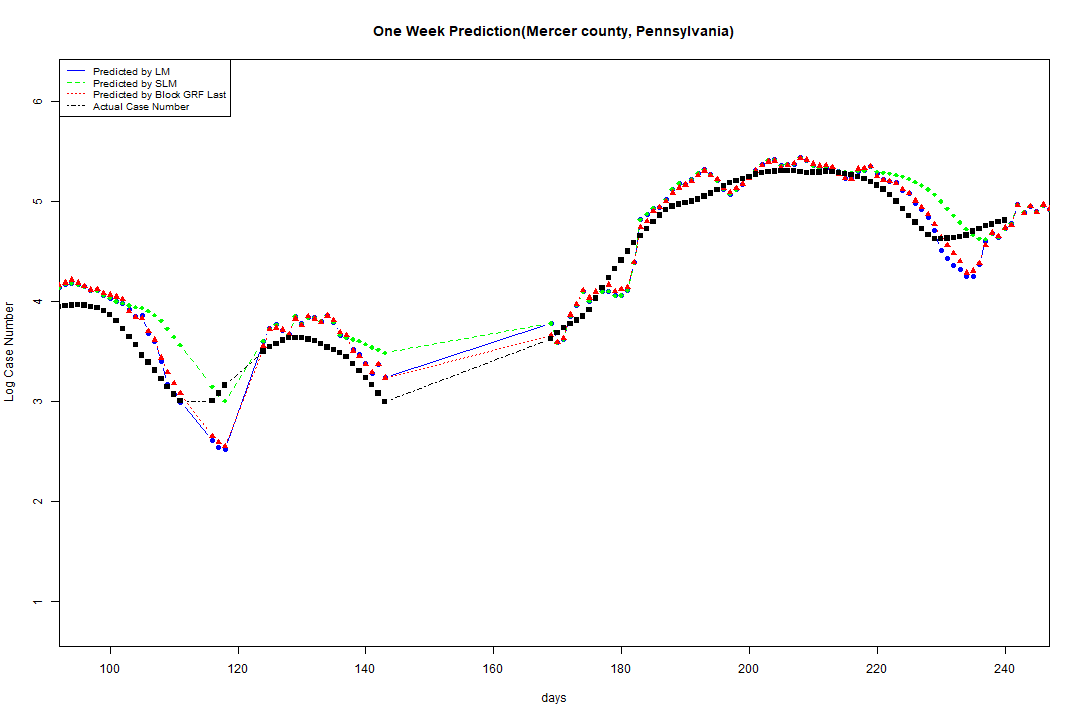 One Week Prediction(Mercer county, Pennsylvania)
Predicted by LM
Predicted by SLM
Predicted by Block GRF Last
Actual Case Number
6
5
4
3
2
1
Log Case Number
100 120 140 160 180 200 220 240
days